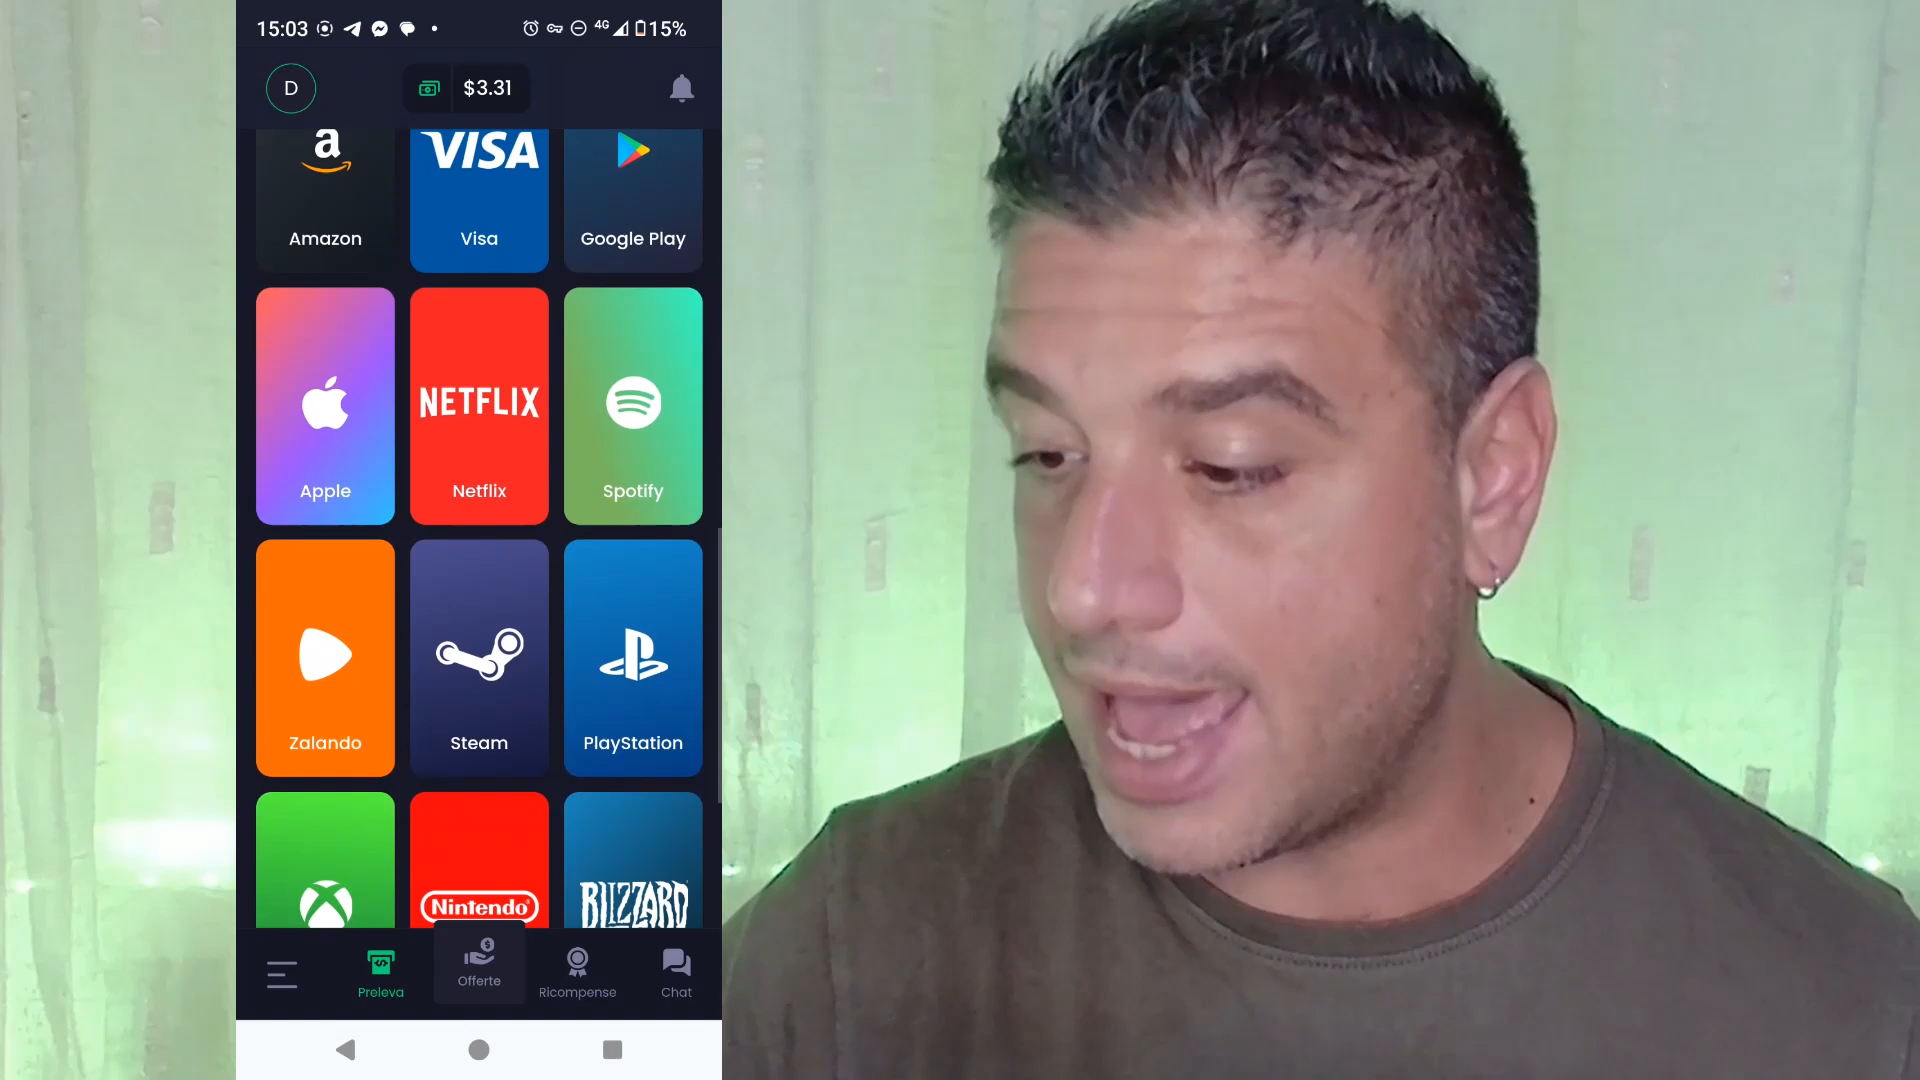 15:03 4G 15%
D $3.31
a VISA
Amazon Visa Google Play
NETFLIX
Apple Netflix Spotify
Zalando Steam PlayStation
Nintendo BLIZZARD
Preleva Offerte Ricompense Chat